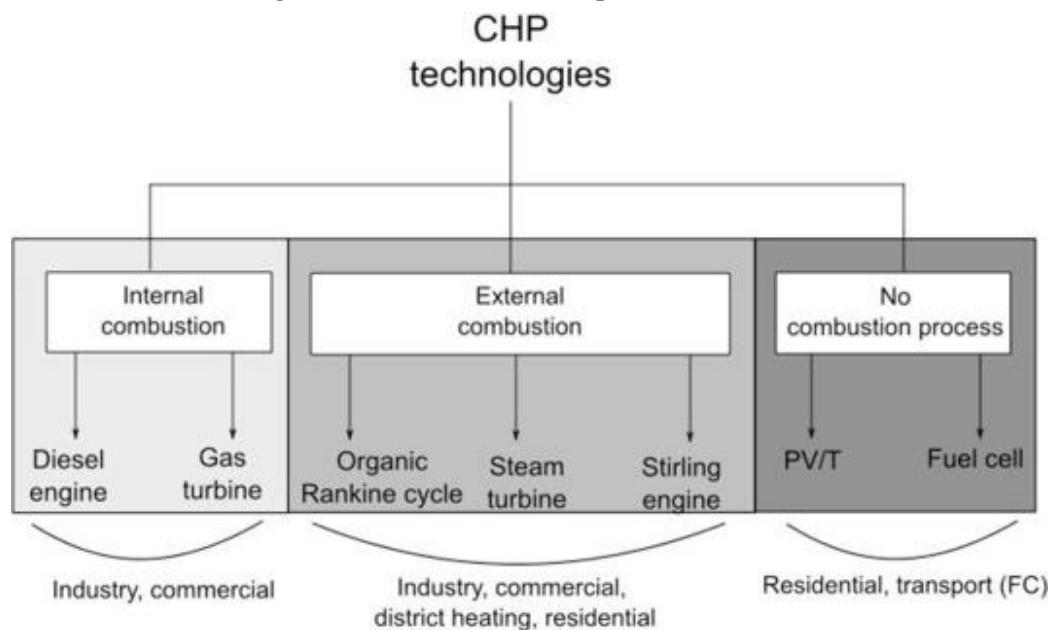 CHP
technologies
Internal
combustion
External
combustion
No
combustion process
Diesel
engine
Gas
turbine
Organic
Rankine cycle
Steam
turbine
Stirling
engine
PV/T
Fuel cell
Industry, commercial
Industry, commercial,
district heating, residential
Residential, transport (FC)